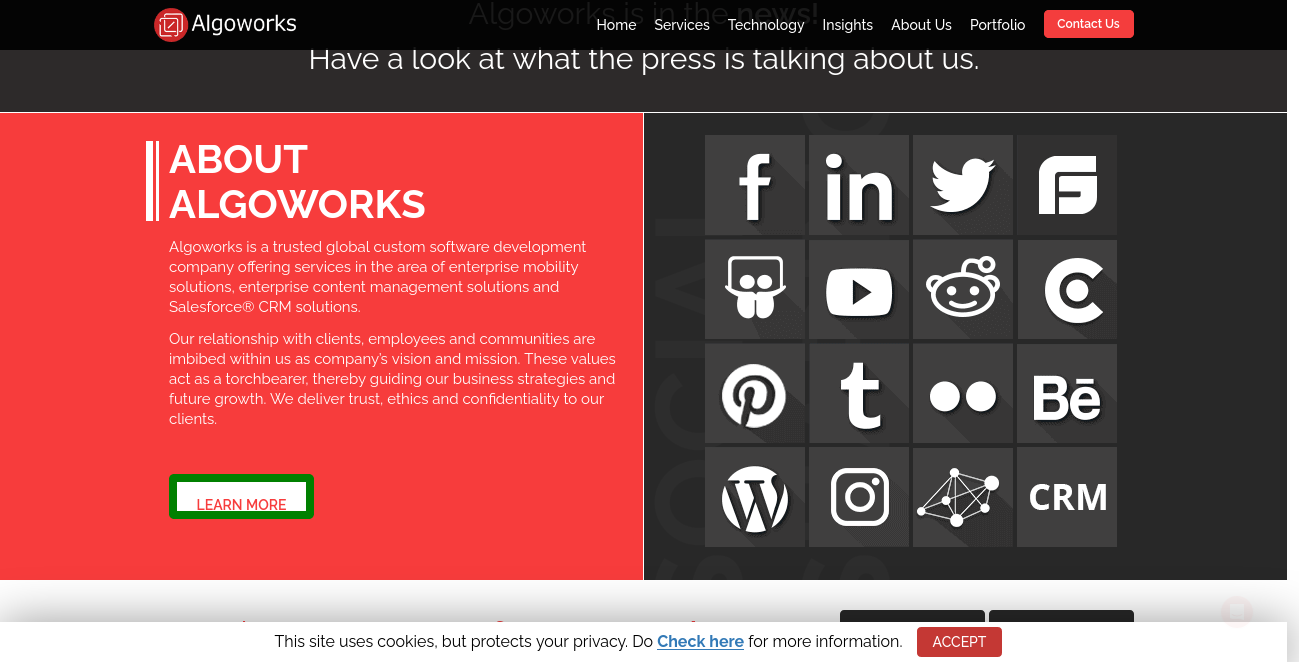 Algoworks is in the news!
Algoworks
Home Services Technology Insights About Us Portfolio Contact Us
Have a look at what the press is talking about us.
ABOUT
ALGOWORKS
Algoworks is a trusted global custom software development
company offering services in the area of enterprise mobility
solutions, enterprise content management solutions and
Salesforce® CRM solutions.
Our relationship with clients, employees and communities are
imbibed within us as company's vision and mission. These values
act as a torchbearer, thereby guiding our business strategies and
future growth. We deliver trust, ethics and confidentiality to our
clients.
LEARN MORE
f in
t Bē
CRM
This site uses cookies, but protects your privacy. Do Check here for more information. ACCEPT